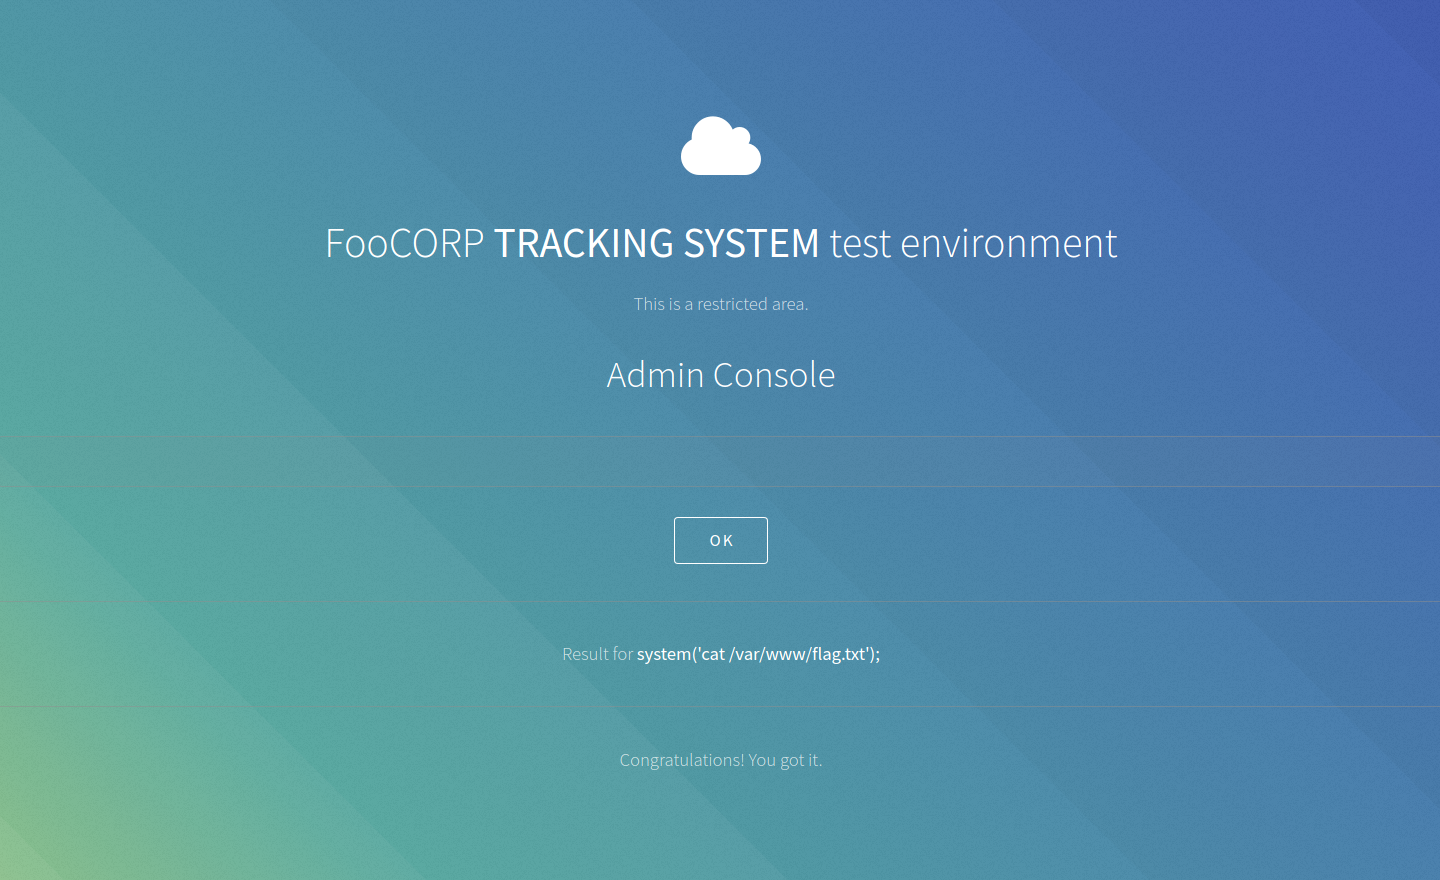 FooCORP TRACKING SYSTEM test environment
This is a restricted area.
Admin Console
OK
Result for system('cat /var/www/flag.txt');
Congratulations! You got it.